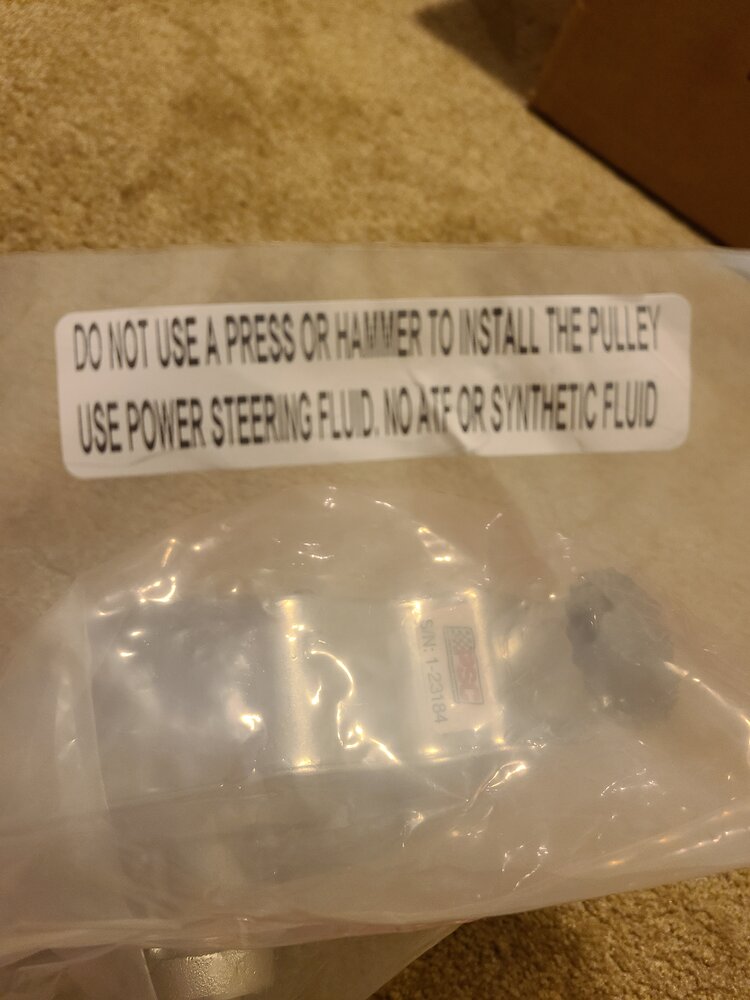 DO NOT USE A PRESS OR HAMMER TO INSTALL THE PULLEY
USE POWER STEERING FLUID. NO ATF OR SYNTHETIC FLUID
PSC
S/N: 1-23184